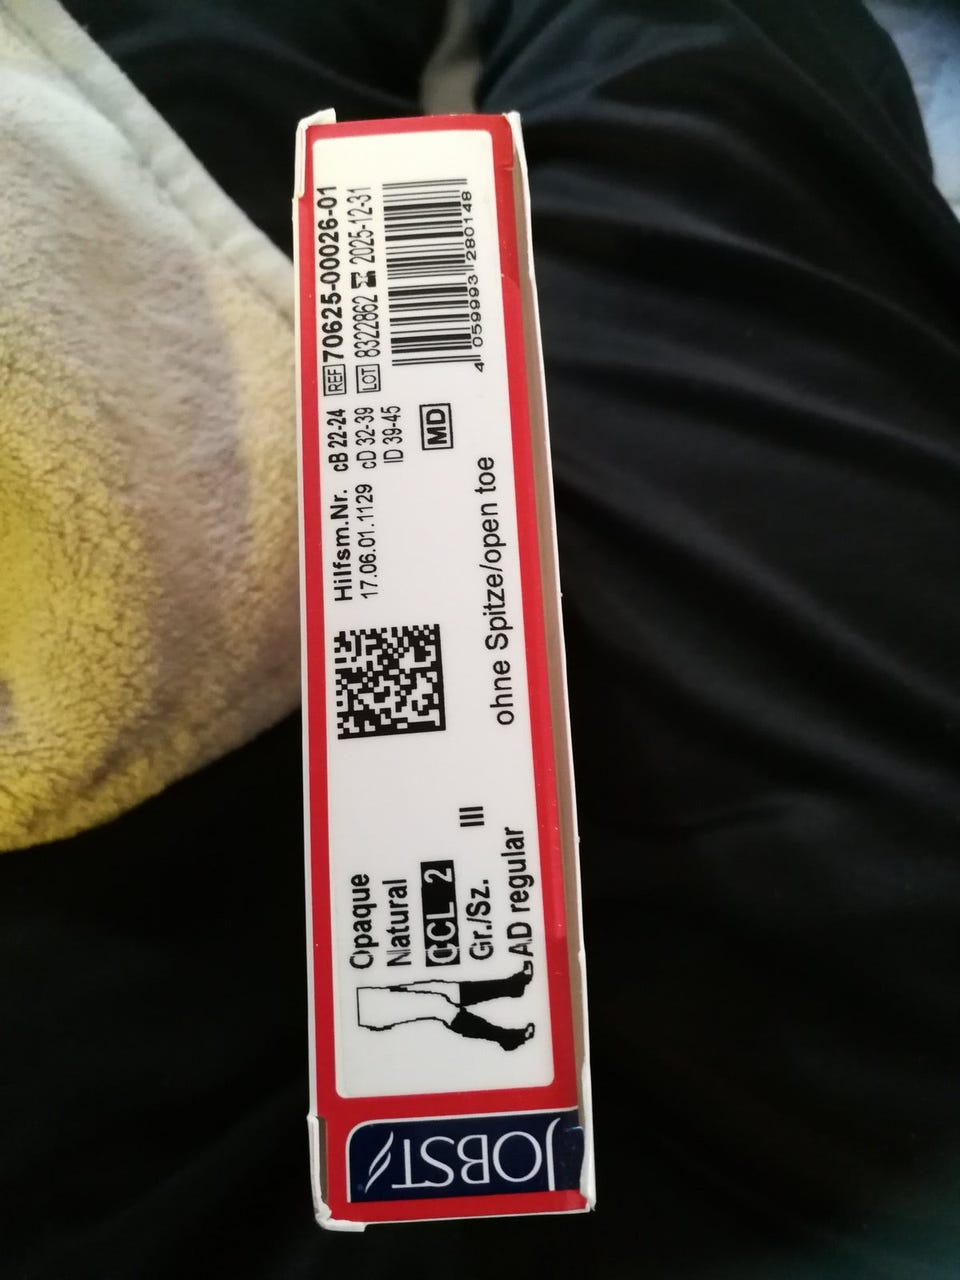 JOBST
Opaque
Natural
CCL 2
Gr./Sz. III
AD regular
ohne Spitze/open toe
Hilfsm.Nr.
17.06.01.1129
cB 22-24
cD 32-39
lD 39-45
MD
REF 70625-00026-01
LOT 8322862 2025-12-31
4 059993 280148